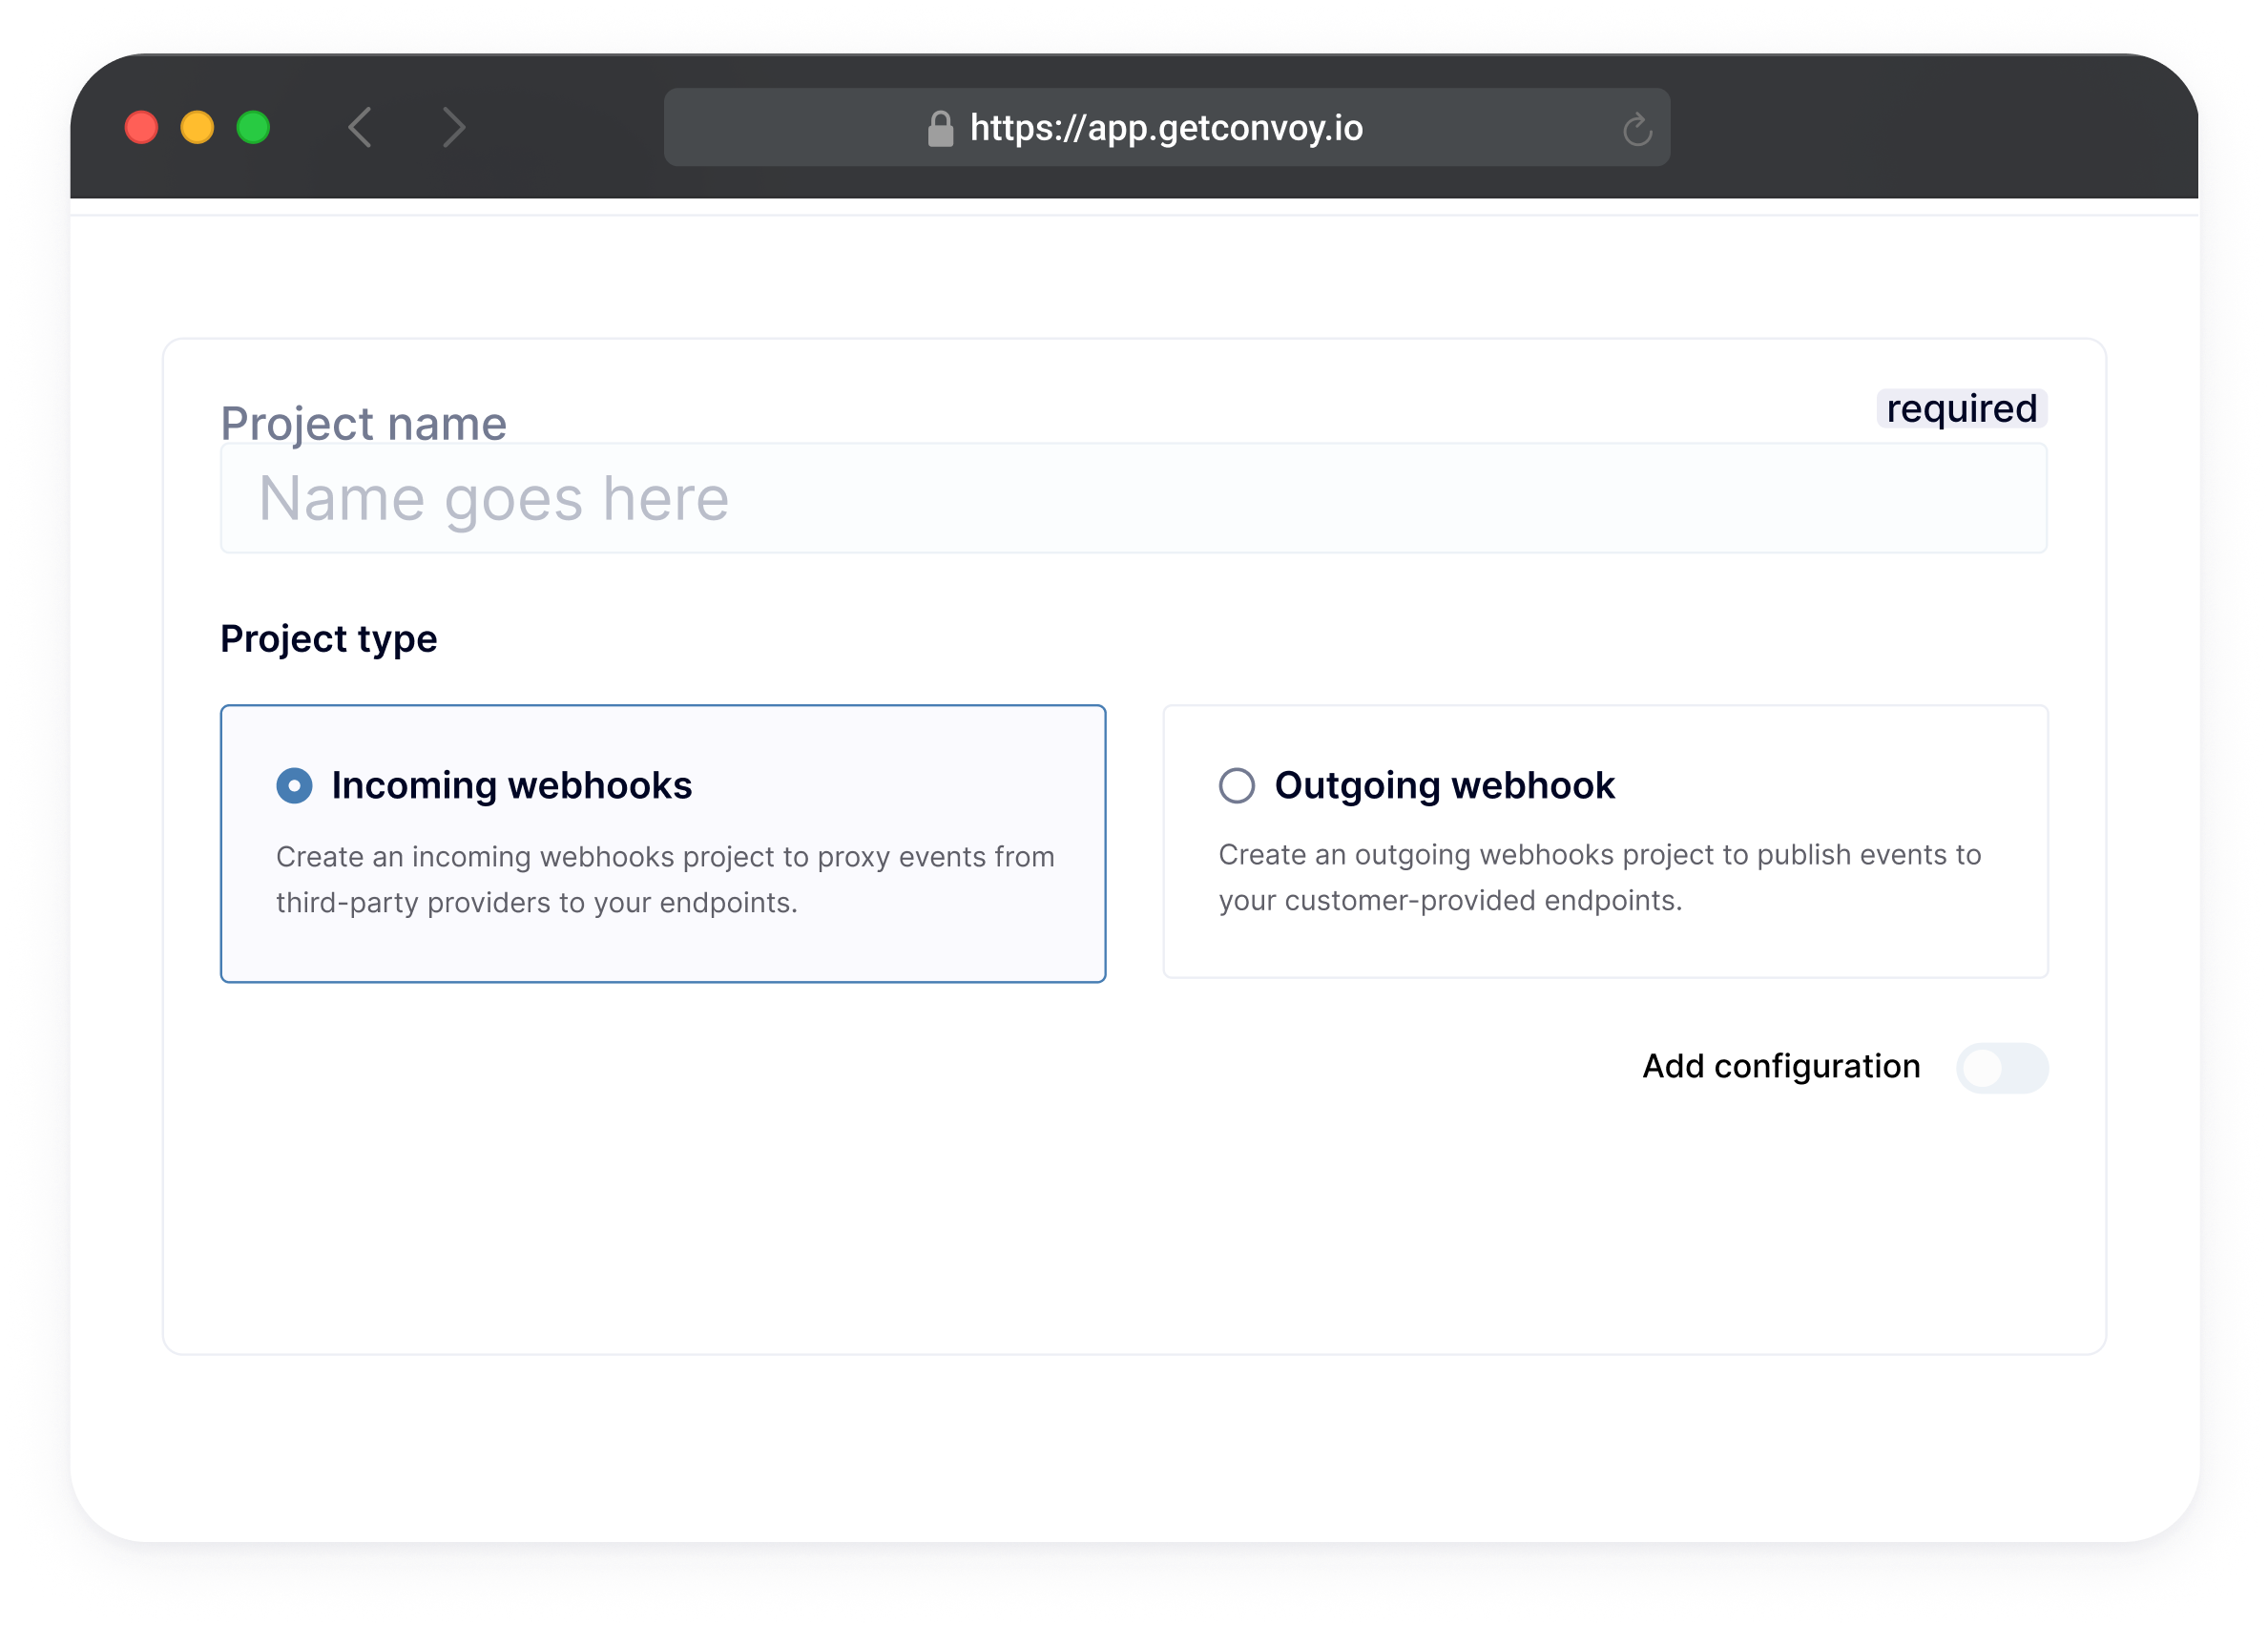 https://app.getconvoy.io
Project name
required
Name goes here
Project type
Incoming webhooks
Create an incoming webhooks project to proxy events from
third-party providers to your endpoints.
Outgoing webhook
Create an outgoing webhooks project to publish events to
your customer-provided endpoints.
Add configuration